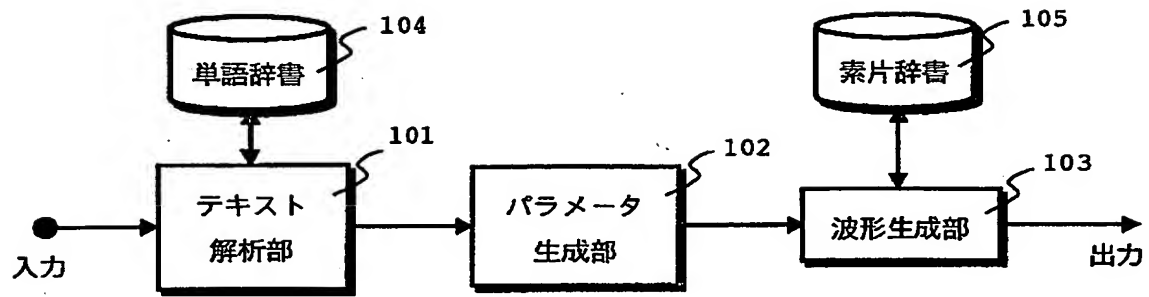 104
単語辞書
105
素片辞書
101
テキスト
解析部
102
パラメータ
生成部
103
波形生成部
入力
出力